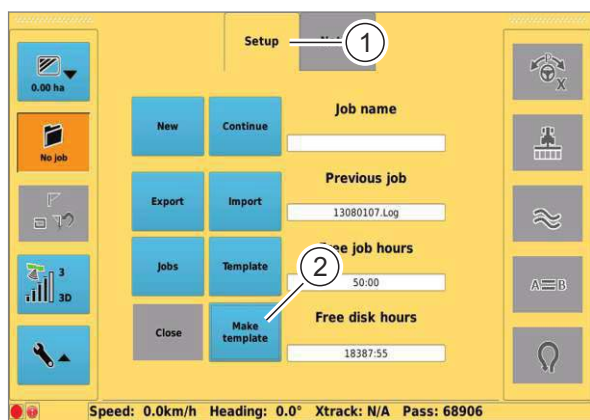 Setup
1
0.00 ha
Job name
New
Continue
No job
Previous job
Export
Import
13080107.Log
job hours
Jobs
Template
2
50:00
3
3D
A=B
Free disk hours
Close
Make
template
18387:55
X
Speed: 0.0km/h Heading: 0.0° Xtrack: N/A Pass: 68906